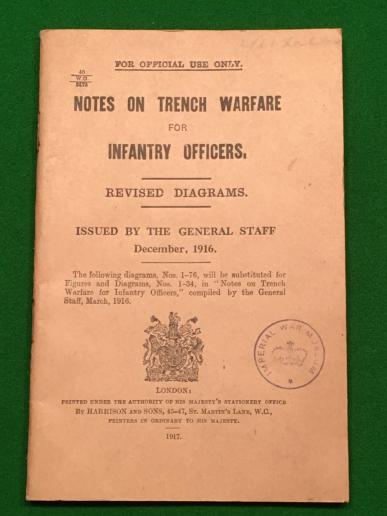 FOR OFFICIAL USE ONLY.
40
W.O.
NOTES ON TRENCH WARFARE
FOR
INFANTRY OFFICERS.
REVISED DIAGRAMS.
ISSUED BY THE GENERAL STAFF
December, 1916.
The following diagrams, Nos. 1–76, will be substituted for
Figures and Diagrams, Nos. 1–34, in "Notes on Trench
Warfare for Infantry Officers," compiled by the General
Staff, March, 1916.
IMPERIAL WAR MUSEUM
LONDON:
PRINTED UNDER THE AUTHORITY OF HIS MAJESTY'S STATIONERY OFFICE
By HARRISON AND SONS, 45–47, ST. MARTIN'S LANE, W.C.,
PRINTERS IN ORDINARY TO HIS MAJESTY.
1917.